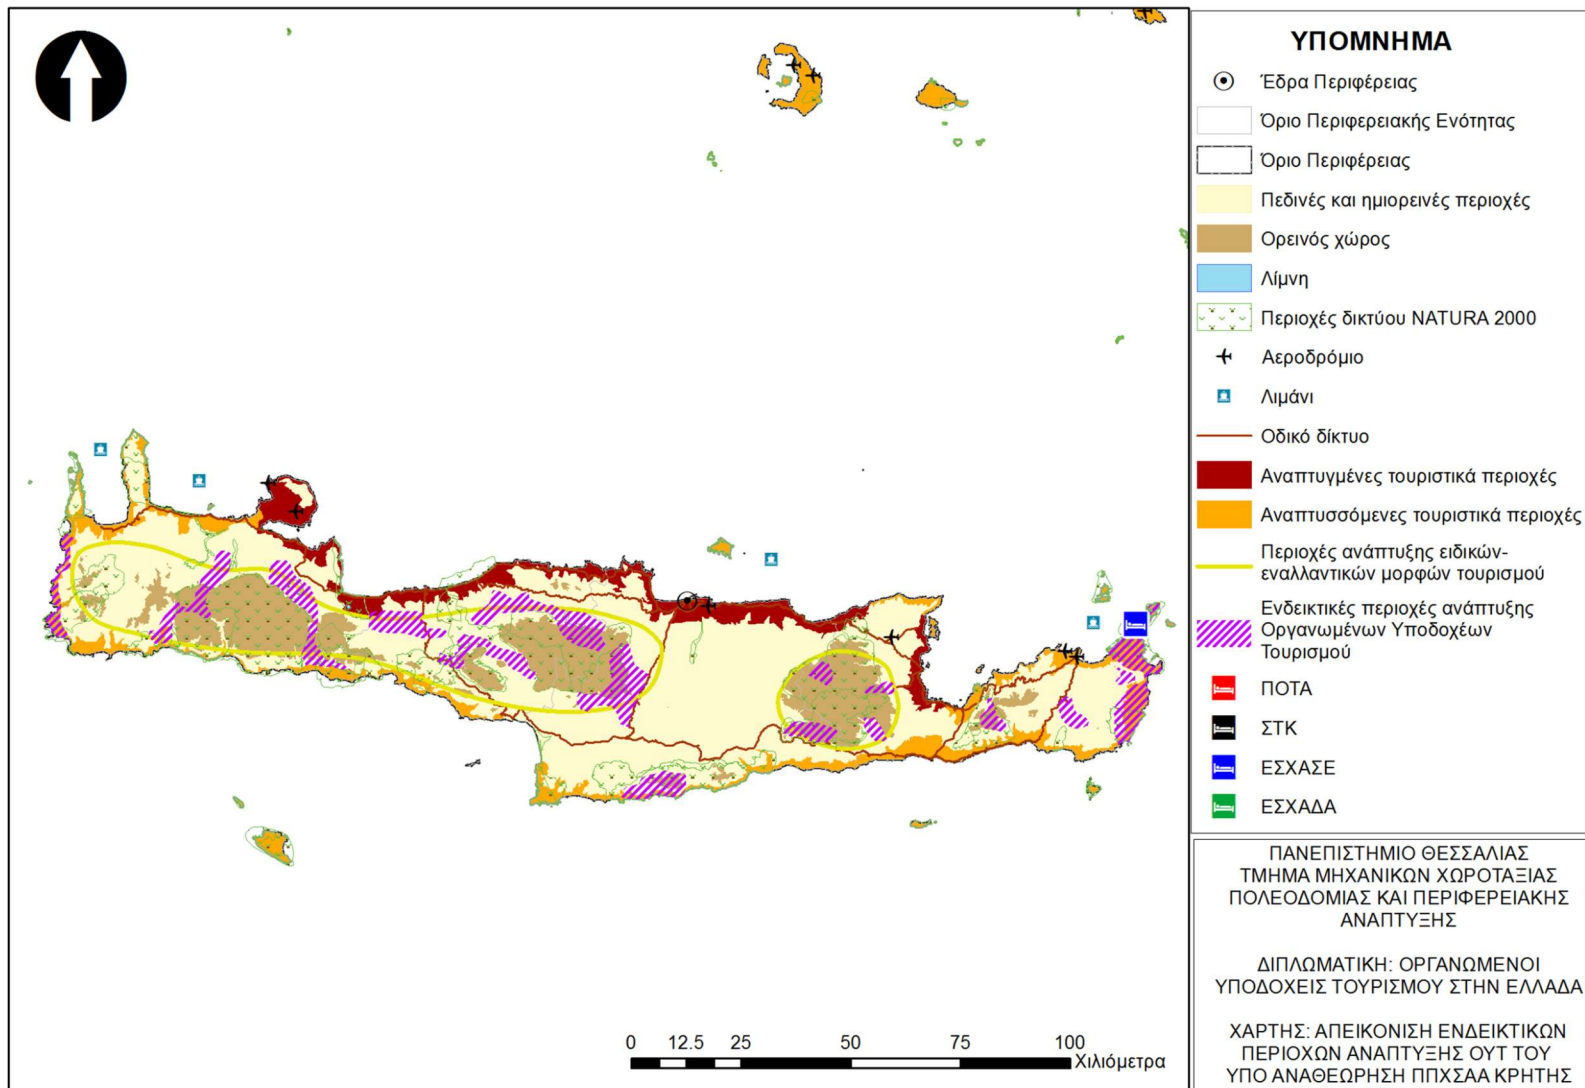 ΥΠΟΜΝΗΜΑ
Έδρα Περιφέρειας
Όριο Περιφερειακής Ενότητας
Όριο Περιφέρειας
Πεδινές και ημιορεινές περιοχές
Ορεινός χώρος
Λίμνη
Περιοχές δικτύου NATURA 2000
Αεροδρόμιο
Λιμάνι
Οδικό δίκτυο
Αναπτυγμένες τουριστικά περιοχές
Αναπτυσσόμενες τουριστικά περιοχές
Περιοχές ανάπτυξης ειδικών-
εναλλαντικών μορφών τουρισμού
Ενδεικτικές περιοχές ανάπτυξης
Οργανωμένων Υποδοχέων
Τουρισμού
ΠΟΤΑ
ΣΤΚ
ΕΣΧΑΣΕ
ΕΣΧΑΔΑ
ΠΑΝΕΠΙΣΤΗΜΙΟ ΘΕΣΣΑΛΙΑΣ
ΤΜΗΜΑ ΜΗΧΑΝΙΚΩΝ ΧΩΡΟΤΑΞΙΑΣ
ΠΟΛΕΟΔΟΜΙΑΣ ΚΑΙ ΠΕΡΙΦΕΡΕΙΑΚΗΣ
ΑΝΑΠΤΥΞΗΣ
ΔΙΠΛΩΜΑΤΙΚΗ: ΟΡΓΑΝΩΜΕΝΟΙ
ΥΠΟΔΟΧΕΙΣ ΤΟΥΡΙΣΜΟΥ ΣΤΗΝ ΕΛΛΑΔΑ
ΧΑΡΤΗΣ: ΑΠΕΙΚΟΝΙΣΗ ΕΝΔΕΙΚΤΙΚΩΝ
ΠΕΡΙΟΧΩΝ ΑΝΑΠΤΥΞΗΣ ΟΥΤ ΤΟΥ
ΥΠΟ ΑΝΑΘΕΩΡΗΣΗ ΠΠΧΣΑΑ ΚΡΗΤΗΣ
0 12.5 25 50 75 100
Χιλιόμετρα